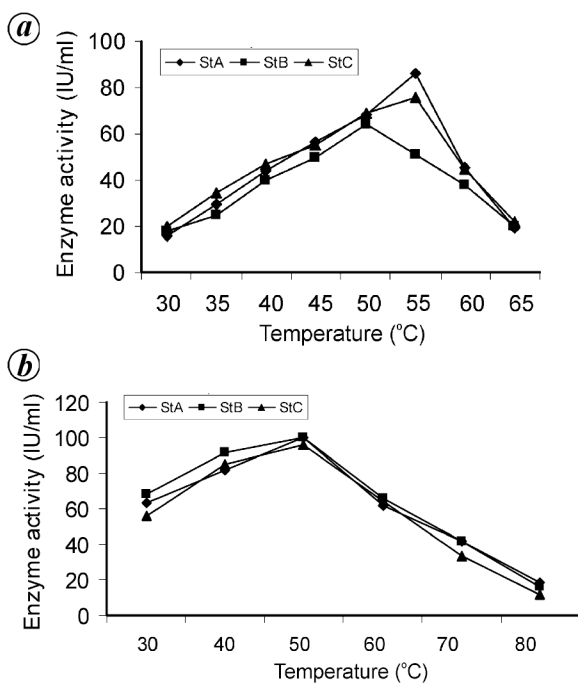 a
StA StB StC
Enzyme activity (IU/ml)
100
80
60
40
20
0
30 35 40 45 50 55 60 65
Temperature (°C)
b
StA StB StC
Enzyme activity (IU/ml)
120
100
80
60
40
20
0
30 40 50 60 70 80
Temperature (°C)